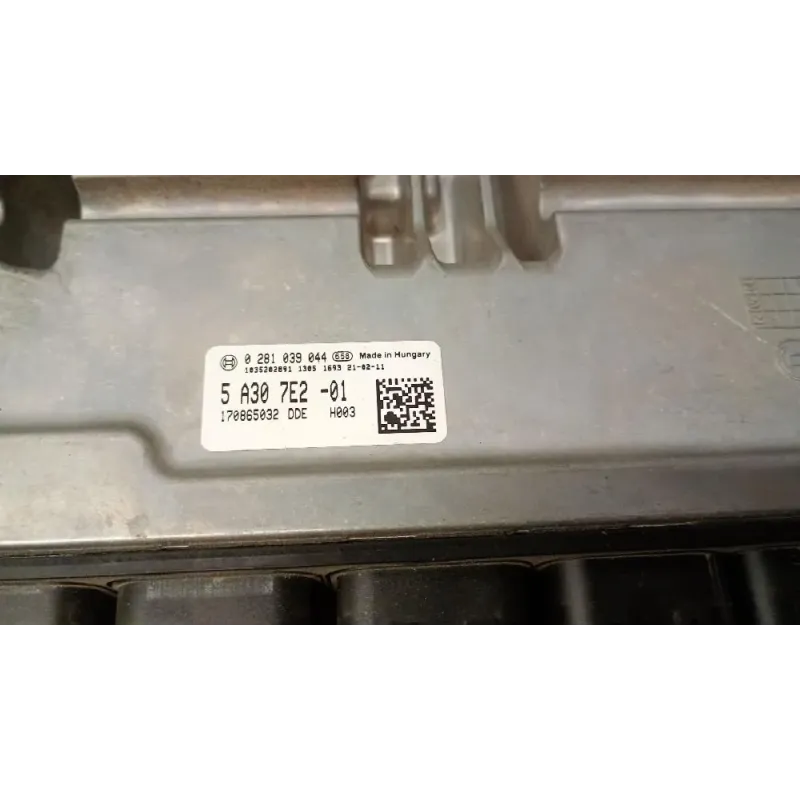 0 281 039 044 658 Made in Hungary
1035202891 1305 1693 21-02-11
5 A30 7E2 -01
170865032 DDE H003